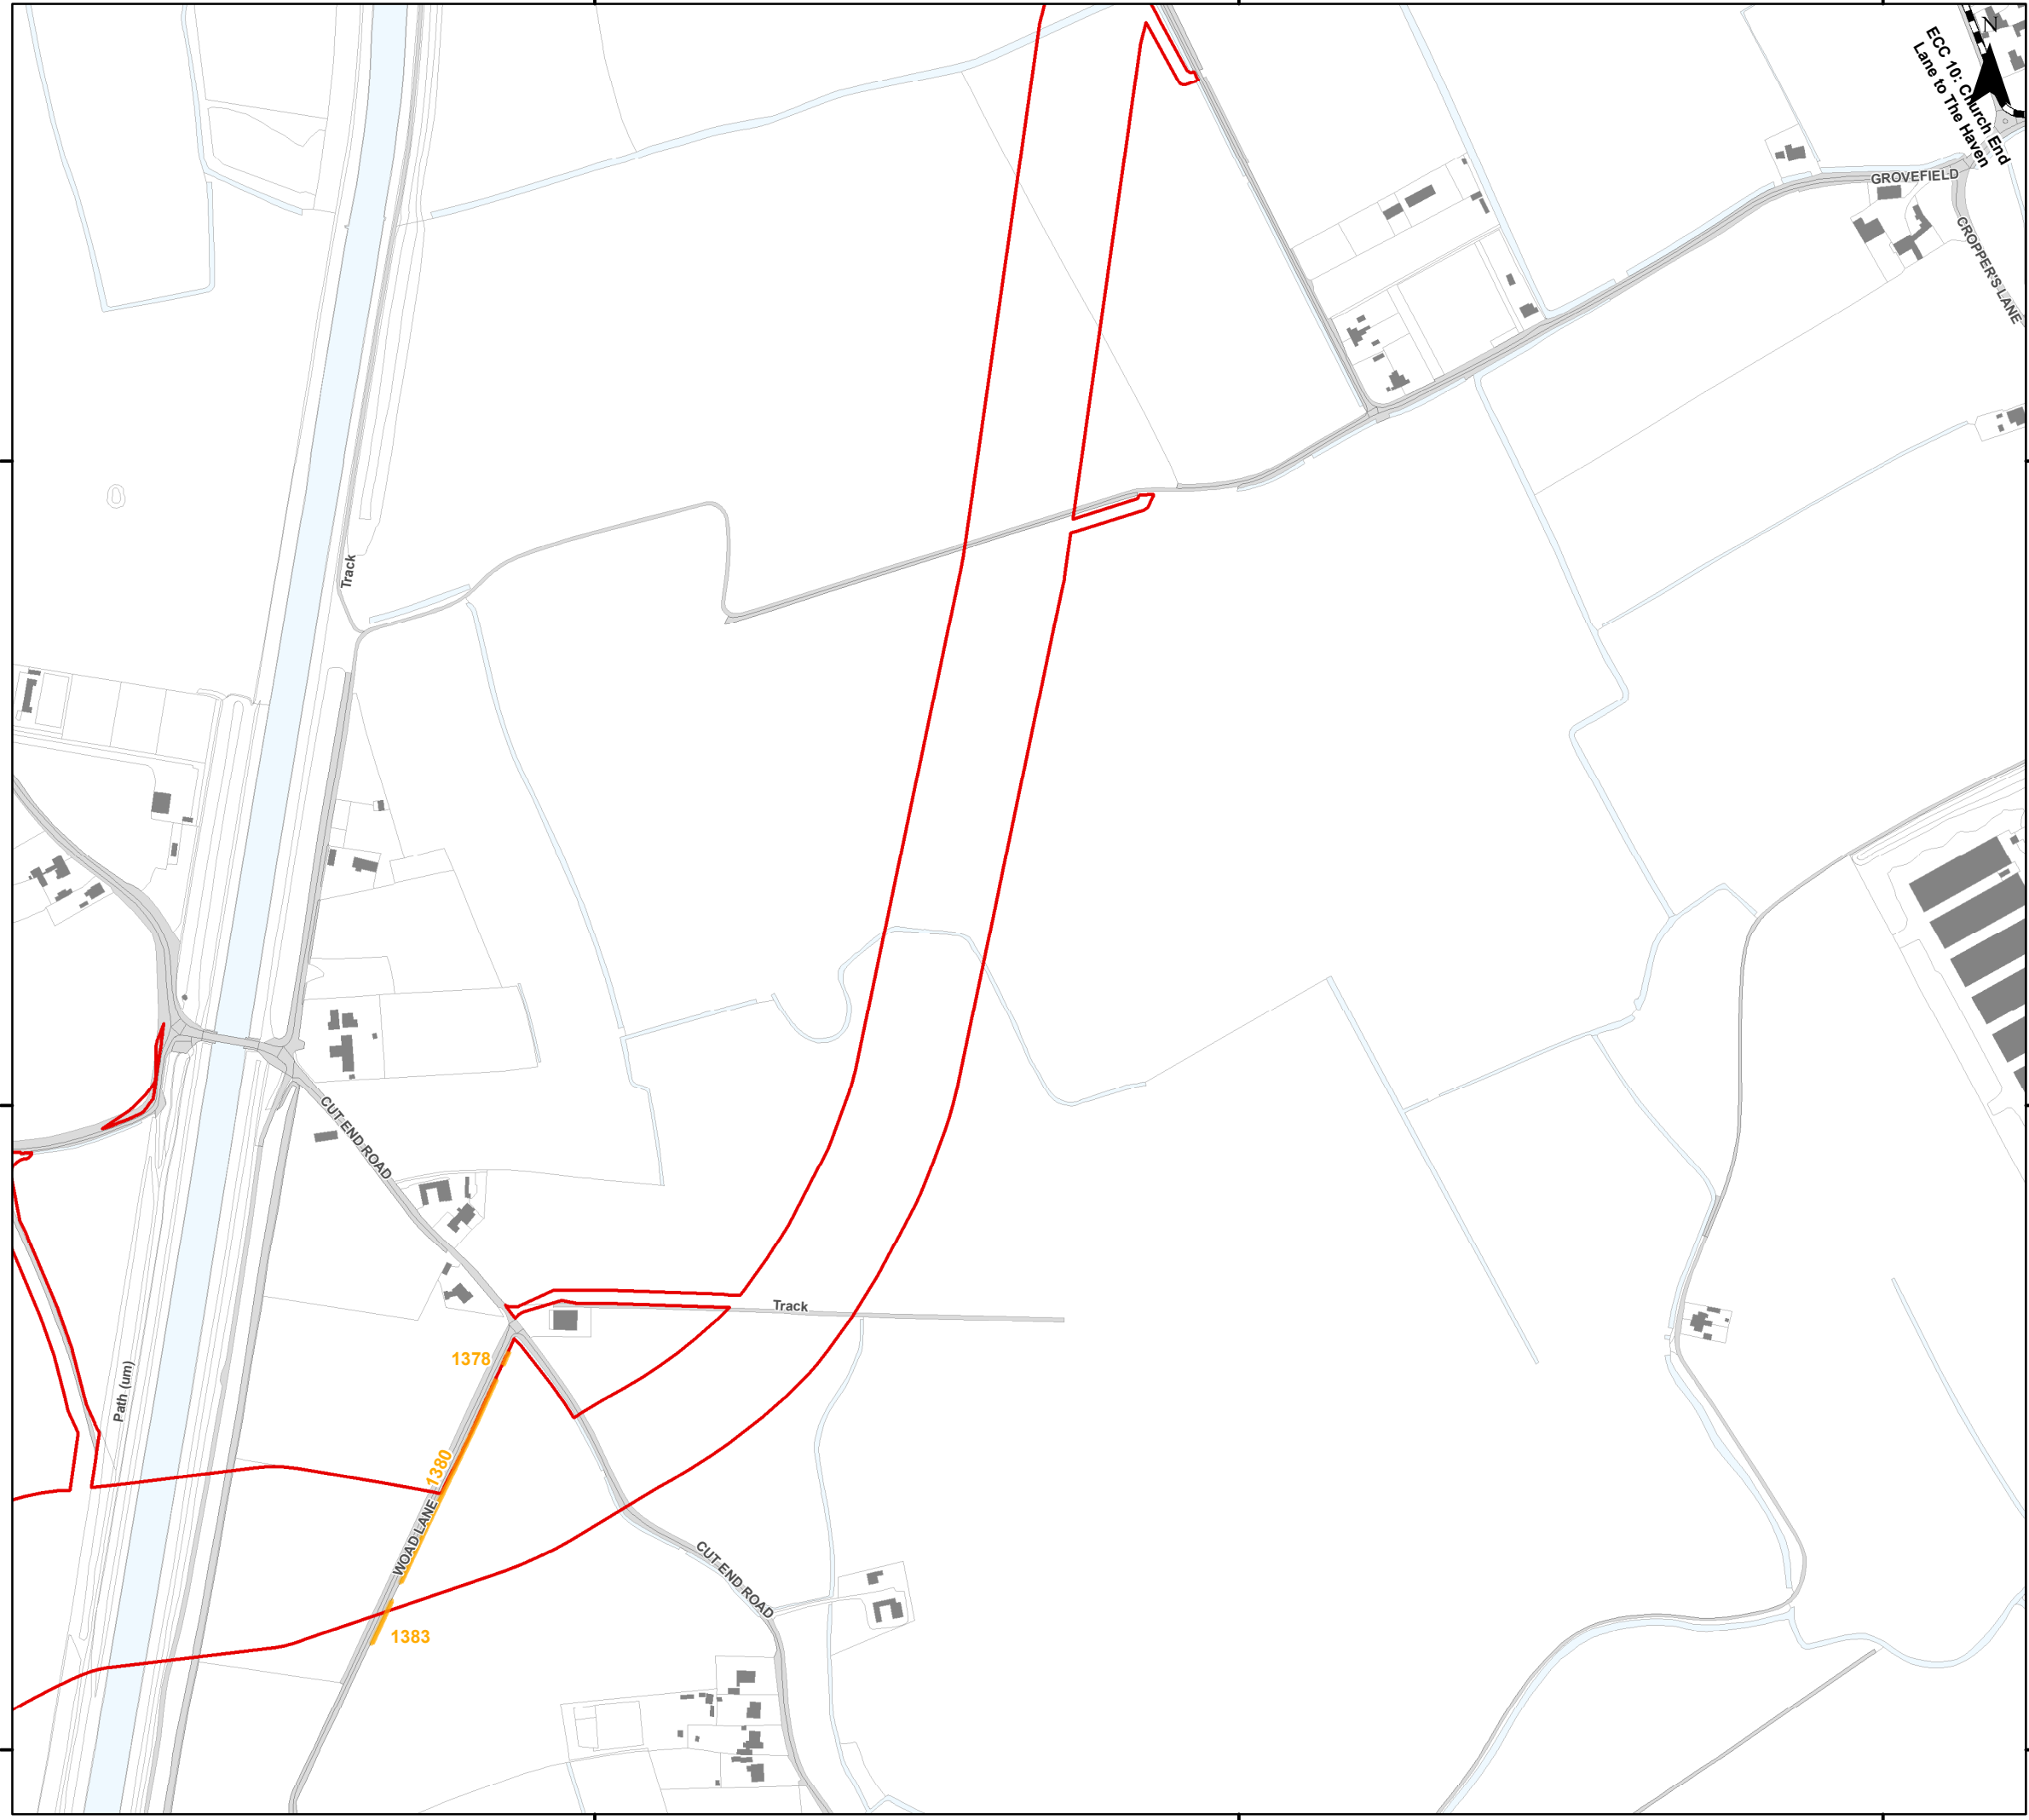 N
ECC 10: Church End
Lane to The Haven
GROVEFIELD
CROPPER'S LANE
Track
CUT END ROAD
Track
1378
Path (um)
1380
WOAD LANE
CUT END ROAD
1383